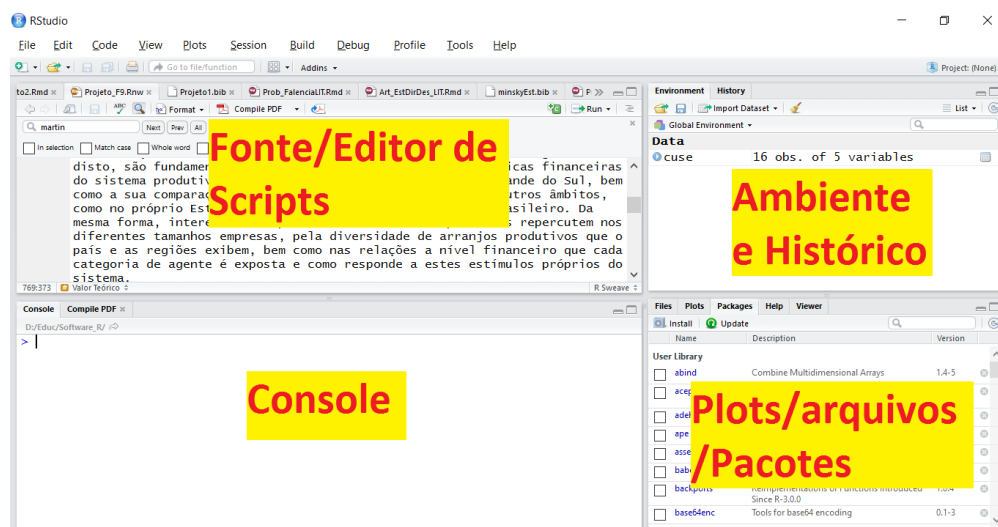 RStudio
File Edit Code View Plots Session Build Debug Profile Tools Help
Go to file/function Addins Project: (None)
to2.Rmd Projeto_F9.Rnw Projeto1.bib Prob_FalenciaLIT.Rmd Art_EstDirDes_LIT.Rmd minskyEst.bib
Format Compile PDF Run
martin Next Prev All
In selection Match case Whole word
Fonte/Editor de
Scripts
disto, são icas financeiras
do sistema ande do Sul, bem
como a sua utros âmbitos,
como no próprio asileiro. Da
mesma forma, repercutem nos
diferentes tamanhos empresas, pela diversidade de arranjos produtivos que o
país e as regiões exibem, bem como nas relações a nível financeiro que cada
categoria de agente é exposta e como responde a estes estímulos próprios do
sistema.
769:373 Valor Teórico R Sweave
Environment History
Import Dataset List
Global Environment
Data
cuse 16 obs. of 5 variables
Ambiente
e Histórico
Console Compile PDF
D:/Educ/Software_R/
>
Console
Files Plots Packages Help Viewer
Install Update
Name Description Version
User Library
abind Combine Multidimensional Arrays 1.4-5
ape
backports Reimplementations of Functions Introduced
Since R-3.0.0
base64enc Tools for base64 encoding 0.1-3
Plots/arquivos
/Pacotes